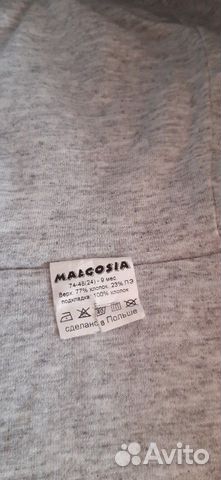 MALGOSIA
74-48(24) - 9 мес
Верх: 77% хлопок, 23% ПЭ
подкладка: 100% хлопок
сделано в Польше
Avito